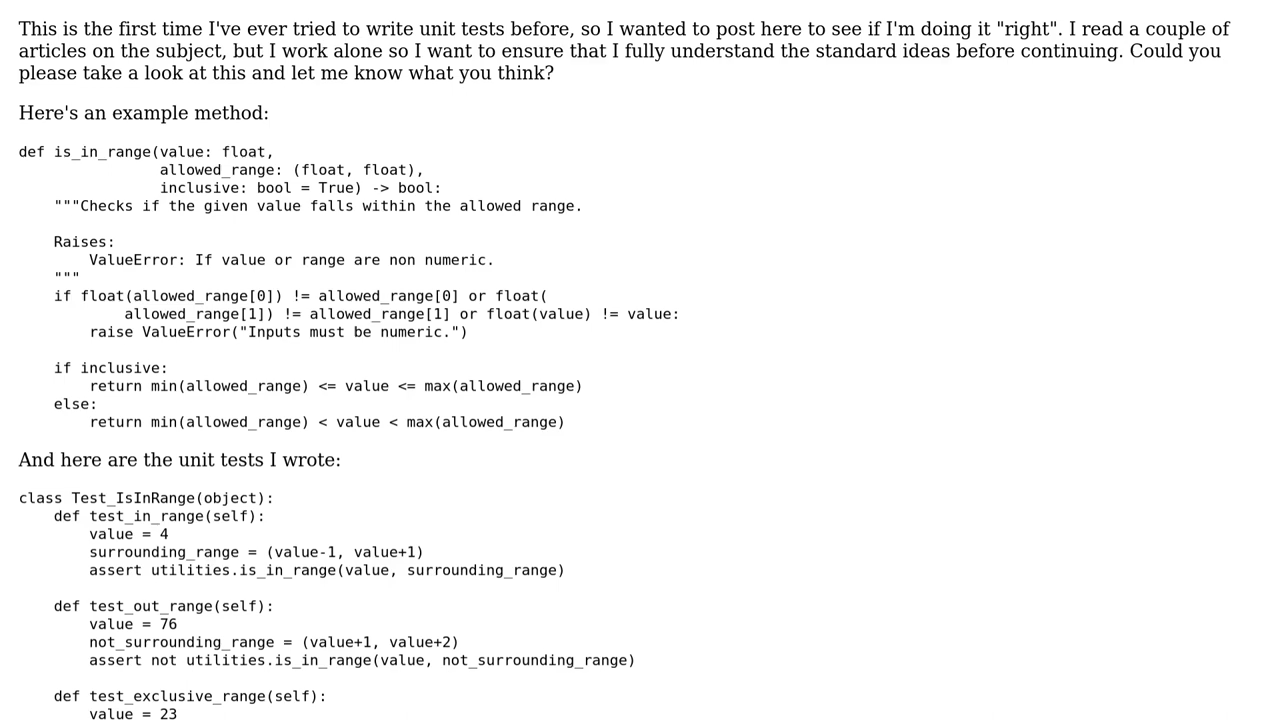 This is the first time I've ever tried to write unit tests before, so I wanted to post here to see if I'm doing it "right". I read a couple of
articles on the subject, but I work alone so I want to ensure that I fully understand the standard ideas before continuing. Could you
please take a look at this and let me know what you think?
Here's an example method:
def is_in_range(value: float,
                allowed_range: (float, float),
                inclusive: bool = True) -> bool:
    """Checks if the given value falls within the allowed range.
    Raises:
        ValueError: If value or range are non numeric.
    """
    if float(allowed_range[0]) != allowed_range[0] or float(
            allowed_range[1]) != allowed_range[1] or float(value) != value:
        raise ValueError("Inputs must be numeric.")
    if inclusive:
        return min(allowed_range) <= value <= max(allowed_range)
    else:
        return min(allowed_range) < value < max(allowed_range)
And here are the unit tests I wrote:
class Test_IsInRange(object):
    def test_in_range(self):
        value = 4
        surrounding_range = (value-1, value+1)
        assert utilities.is_in_range(value, surrounding_range)
    def test_out_range(self):
        value = 76
        not_surrounding_range = (value+1, value+2)
        assert not utilities.is_in_range(value, not_surrounding_range)
    def test_exclusive_range(self):
        value = 23